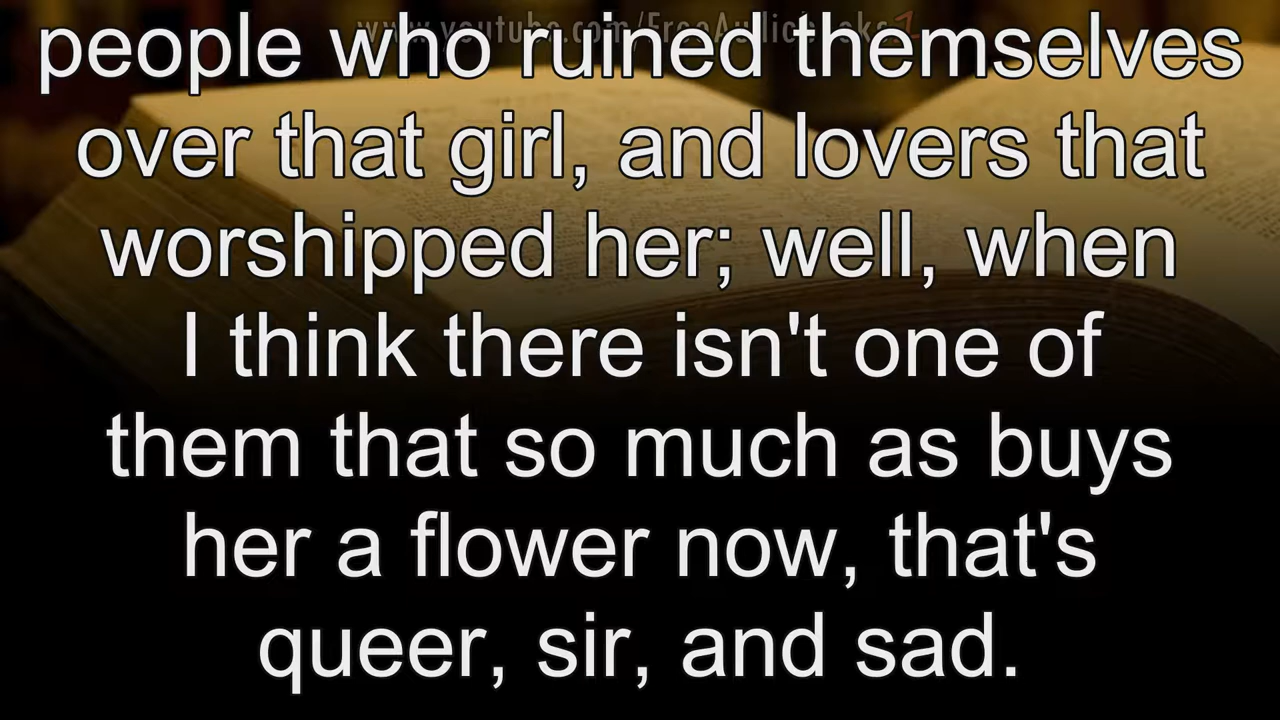 people who ruined themselves
over that girl, and lovers that
worshipped her; well, when
I think there isn't one of
them that so much as buys
her a flower now, that's
queer, sir, and sad.